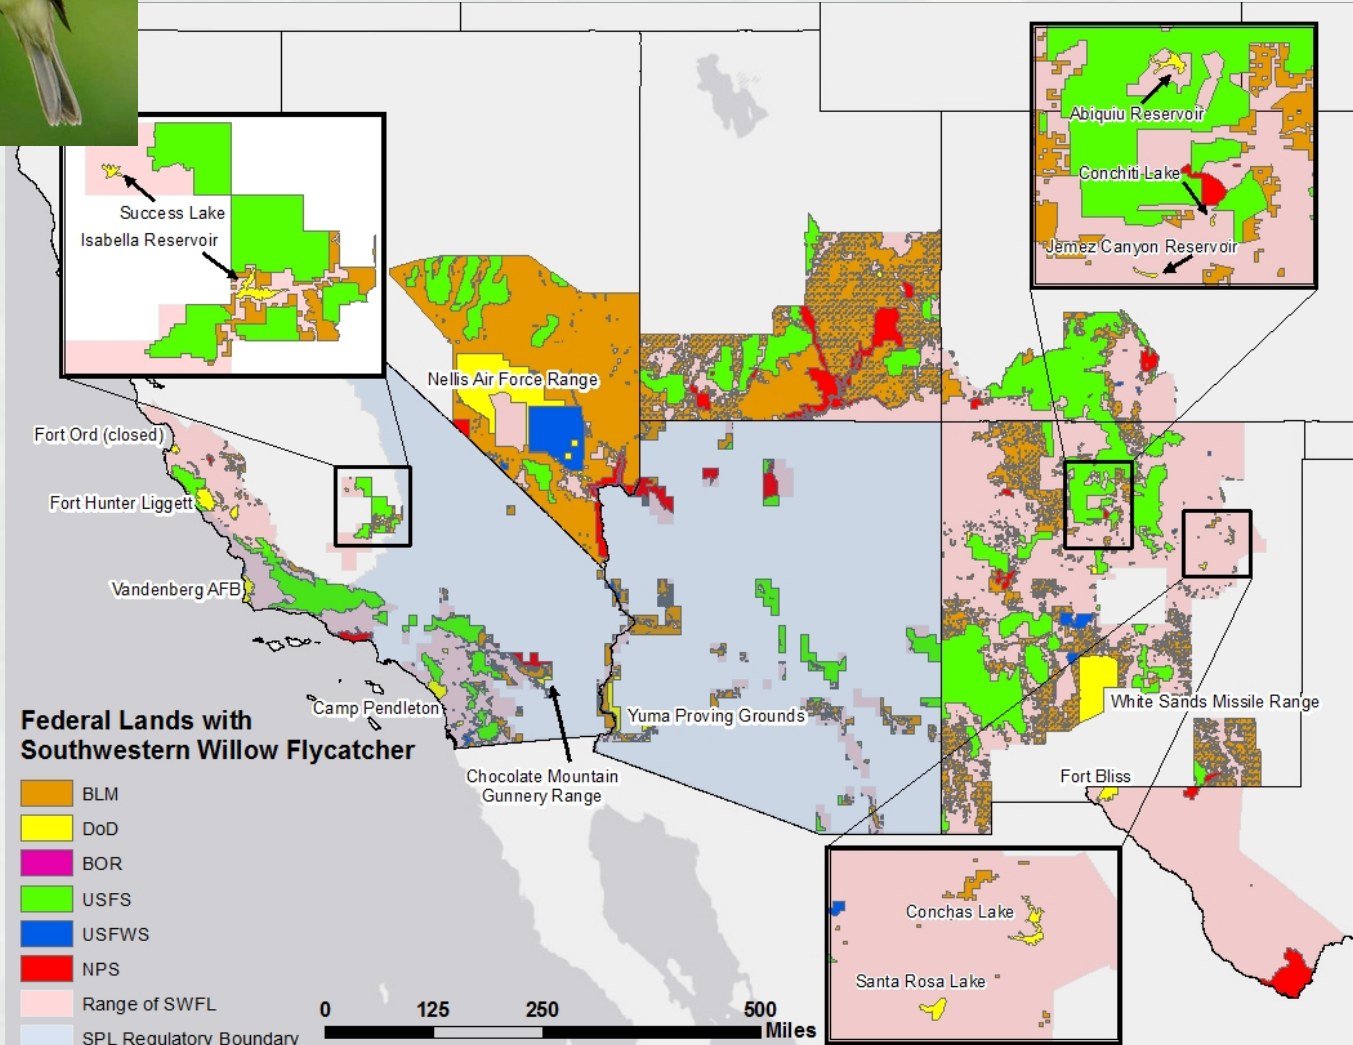 Abiquiu Reservoir
Conchiti Lake
Jemez Canyon Reservoir
Success Lake
Isabella Reservoir
Nellis Air Force Range
Fort Ord (closed)
Fort Hunter Liggett
Vandenberg AFB
Camp Pendleton
Chocolate Mountain
Gunnery Range
Yuma Proving Grounds
White Sands Missile Range
Fort Bliss
Conchas Lake
Santa Rosa Lake
Federal Lands with
Southwestern Willow Flycatcher
BLM
DoD
BOR
USFS
USFWS
NPS
Range of SWFL
SPL Regulatory Boundary
0 125 250 500
Miles